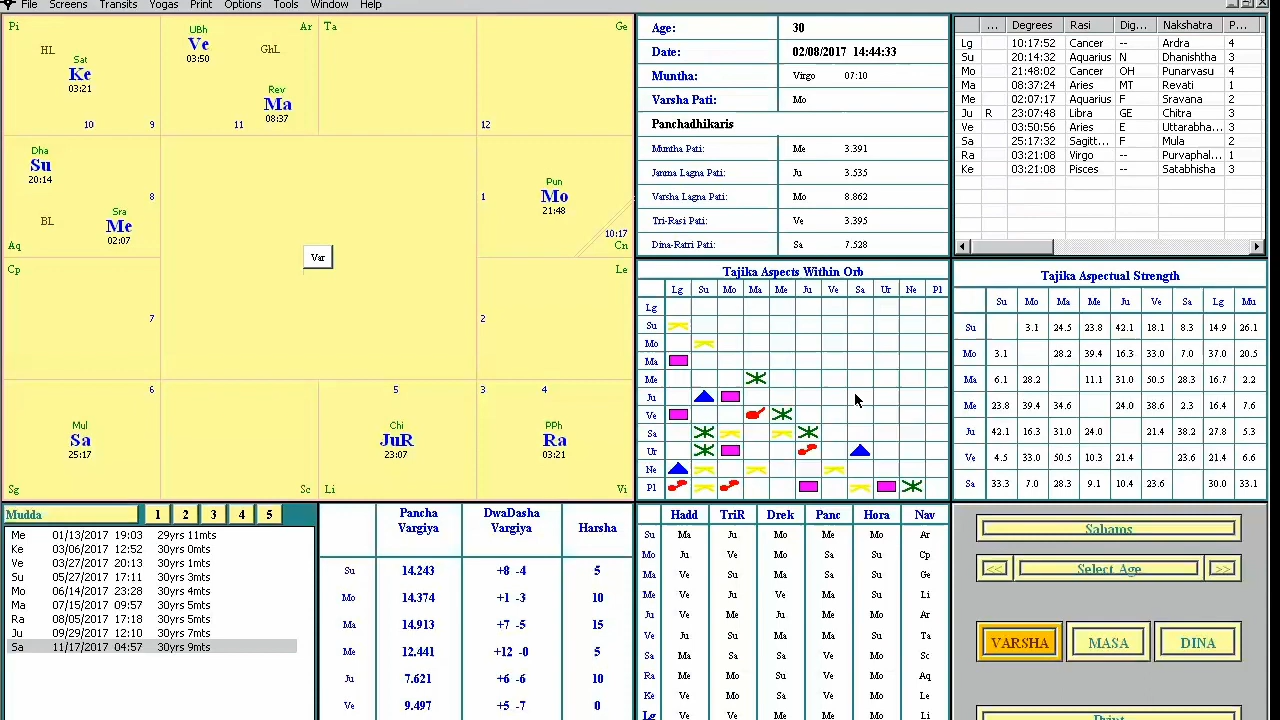 File Screens Transits Yogas Print Options Tools Window Help
Pi Ar Ta Ge
HL Sat Ke 03:21
UBh Ve 03:50
GhL
Rev Ma 08:37
10 9 11 12
Dha Su 20:14
BL
Sra Me 02:07
8
Aq
Pun Mo 21:48
1
10:17
Cn
Var
Cp Le
7 2
6 5 3 4
Mul Sa 25:17
Chi JuR 23:07
PPh Ra 03:21
Sg Sc Li Vi
Age: 30
Date: 02/08/2017 14:44:33
Muntha: Virgo 07:10
Varsha Pati: Mo
Panchadhikaris
Muntha Pati: Me 3.391
Janma Lagna Pati: Ju 3.535
Varsha Lagna Pati: Mo 8.862
Tri-Rasi Pati: Ve 3.395
Dina-Ratri Pati: Sa 7.528
... Degrees Rasi Dig... Nakshatra P...
Lg 10:17:52 Cancer -- Ardra 4
Su 20:14:32 Aquarius N Dhanishtha 3
Mo 21:48:02 Cancer OH Punarvasu 4
Ma 08:37:24 Aries MT Revati 1
Me 02:07:17 Aquarius F Sravana 2
Ju R 23:07:48 Libra GE Chitra 3
Ve 03:50:56 Aries E Uttarabha... 3
Sa 25:17:32 Sagitt... F Mula 2
Ra 03:21:08 Virgo -- Purvaphal... 1
Ke 03:21:08 Pisces -- Satabhisha 3
Tajika Aspects Within Orb
Lg Su Mo Ma Me Ju Ve Sa Ur Ne Pl
Lg
Su
Mo
Ma
Me
Ju
Ve
Sa
Ur
Ne
Pl
Tajika Aspectual Strength
Su Mo Ma Me Ju Ve Sa Lg Mu
Su 3.1 24.5 23.8 42.1 18.1 8.3 14.9 26.1
Mo 3.1 28.2 39.4 16.3 33.0 7.0 37.0 20.5
Ma 6.1 28.2 11.1 31.0 50.5 28.3 16.7 2.2
Me 23.8 39.4 34.6 24.0 38.6 2.3 16.4 7.6
Ju 42.1 16.3 31.0 24.0 21.4 38.2 27.8 5.3
Ve 4.5 33.0 50.5 10.3 21.4 23.6 21.4 6.6
Sa 33.3 7.0 28.3 9.1 10.4 23.6 30.0 33.1
Mudda 1 2 3 4 5
Me 01/13/2017 19:03 29yrs 11mts
Ke 03/06/2017 12:52 30yrs 0mts
Ve 03/27/2017 20:13 30yrs 1mts
Su 05/27/2017 17:11 30yrs 3mts
Mo 06/14/2017 23:28 30yrs 4mts
Ma 07/15/2017 09:57 30yrs 5mts
Ra 08/05/2017 17:18 30yrs 6mts
Ju 09/29/2017 12:10 30yrs 7mts
Sa 11/17/2017 04:57 30yrs 9mts
Pancha Vargiya DwaDasha Vargiya Harsha
Su 14.243 +8 -4 5
Mo 14.374 +1 -3 10
Ma 14.913 +7 -5 15
Me 12.441 +12 -0 5
Ju 7.621 +6 -6 10
Ve 9.497 +5 -7 0
Hadd TriR Drek Panc Hora Nav
Su Ma Ju Mo Me Mo Ar
Mo Ju Ve Mo Sa Su Cp
Ma Ve Su Ma Sa Su Ge
Me Ve Su Ju Ve Me Li
Ju Ve Me Ju Ju Mo Ar
Ve Ju Su Ma Sa Su Ta
Sa Ma Sa Sa Ve Mo Sc
Ra Me Mo Su Ve Mo Aq
Ke Ve Mo Sa Ve Mo Le
Lg Ve Ve Ma Me Mo Li
Sahams
<< Select Age >>
VARSHA MASA DINA
Print